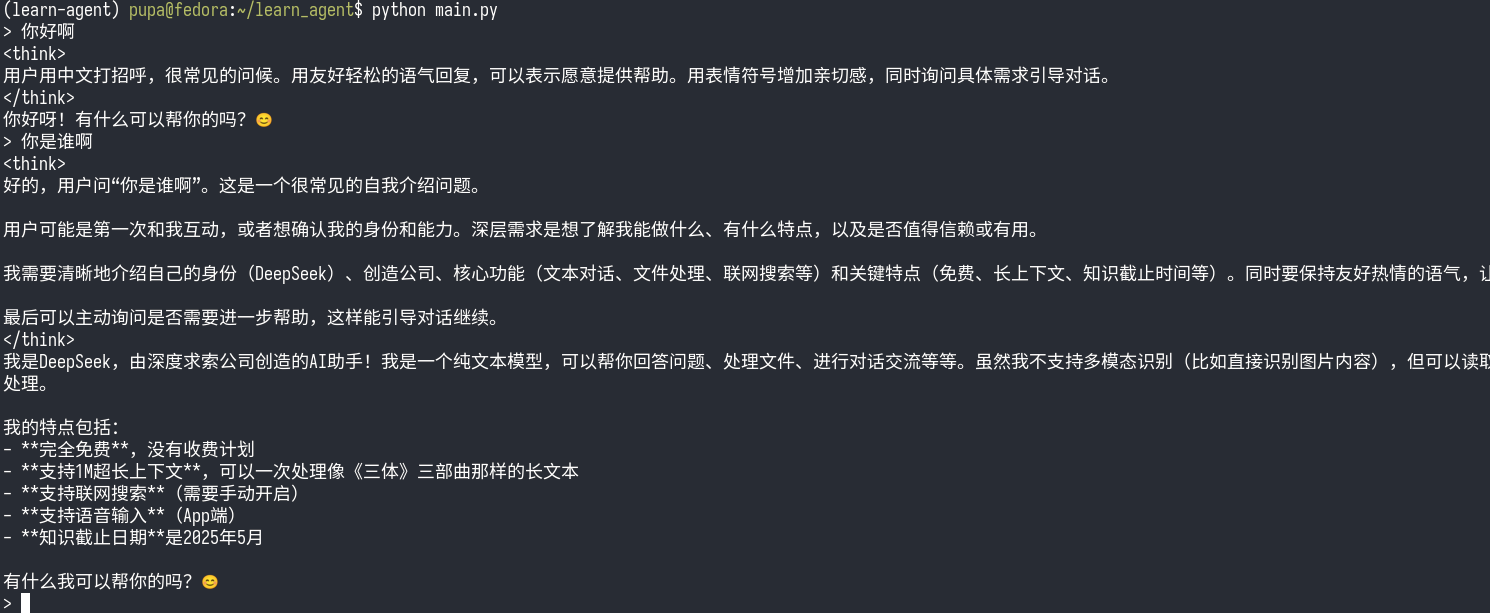 (learn-agent) pupa@fedora:~/learn_agent$ python main.py
> 你好啊
<think>
用户用中文打招呼，很常见的问候。用友好轻松的语气回复，可以表示愿意提供帮助。用表情符号增加亲切感，同时询问具体需求引导对话。
</think>
你好呀！有什么可以帮你的吗？😊
> 你是谁啊
<think>
好的，用户问“你是谁啊”。这是一个很常见的自我介绍问题。
用户可能是第一次和我互动，或者想确认我的身份和能力。深层需求是想了解我能做什么、有什么特点，以及是否值得信赖或有用。
我需要清晰地介绍自己的身份（DeepSeek）、创造公司、核心功能（文本对话、文件处理、联网搜索等）和关键特点（免费、长上下文、知识截止时间等）。同时要保持友好热情的语气，
最后可以主动询问是否需要进一步帮助，这样能引导对话继续。
</think>
我是DeepSeek，由深度求索公司创造的AI助手！我是一个纯文本模型，可以帮你回答问题、处理文件、进行对话交流等等。虽然我不支持多模态识别（比如直接识别图片内容），但可以读取
处理。
我的特点包括：
- **完全免费**，没有收费计划
- **支持1M超长上下文**，可以一次处理像《三体》三部曲那样的长文本
- **支持联网搜索**（需要手动开启）
- **支持语音输入**（App端）
- **知识截止日期**是2025年5月
有什么我可以帮你的吗？😊
>